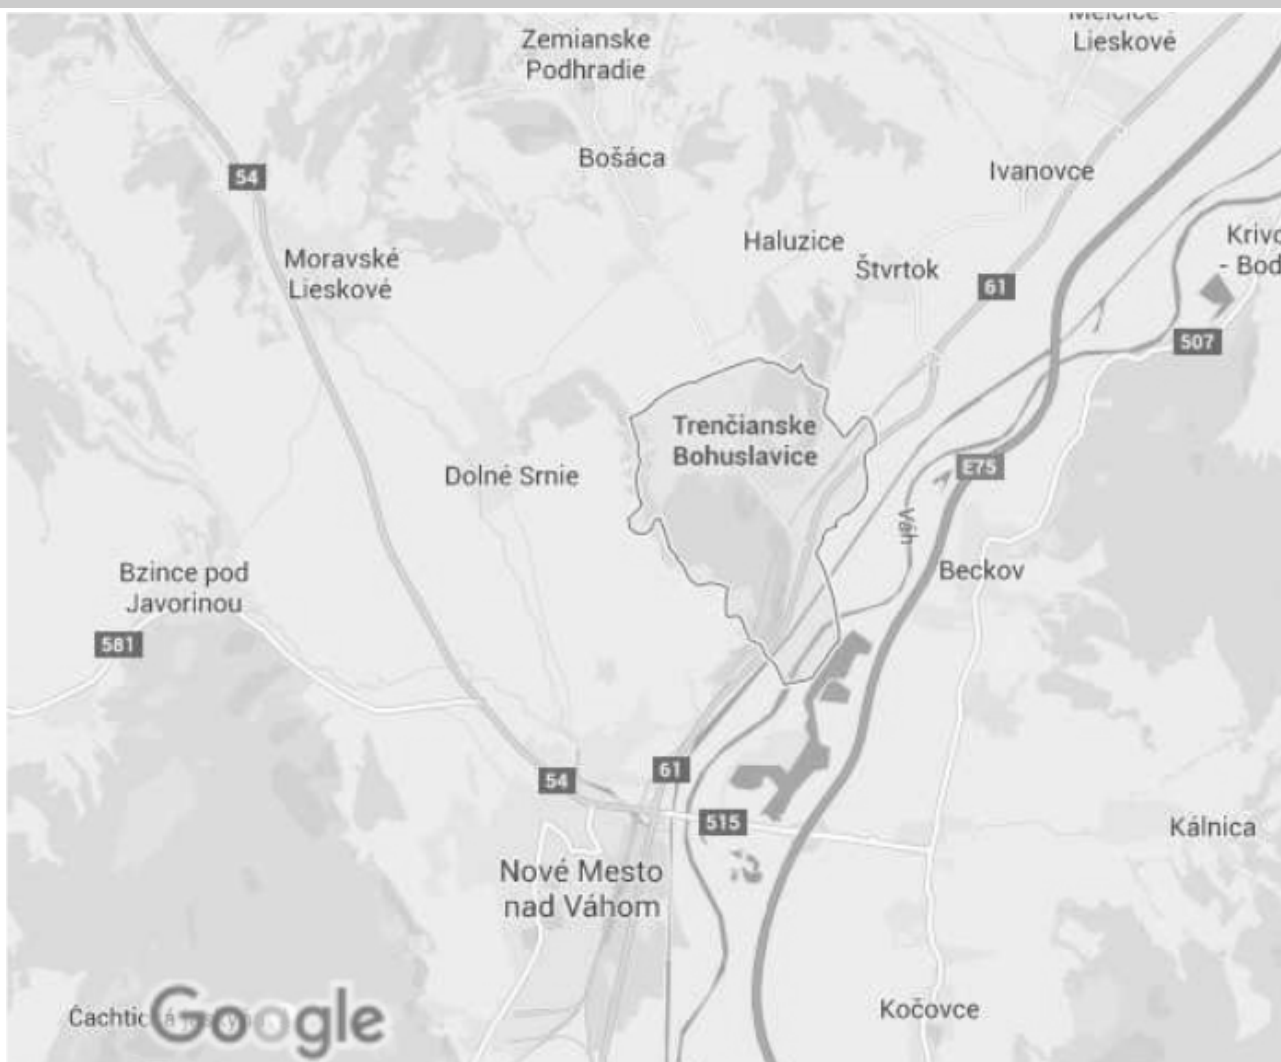 Lieskové
Zemianske
Podhradie
Bošáca
54
Ivanovce
Haluzice
Štvrtok
Moravské
Lieskové
61
507
Trenčianske
Bohuslavice
E75
Dolné Srnie
Váh
Beckov
Bzince pod
Javorinou
581
54
61
515
Kálnica
Nové Mesto
nad Váhom
Kočovce
Google